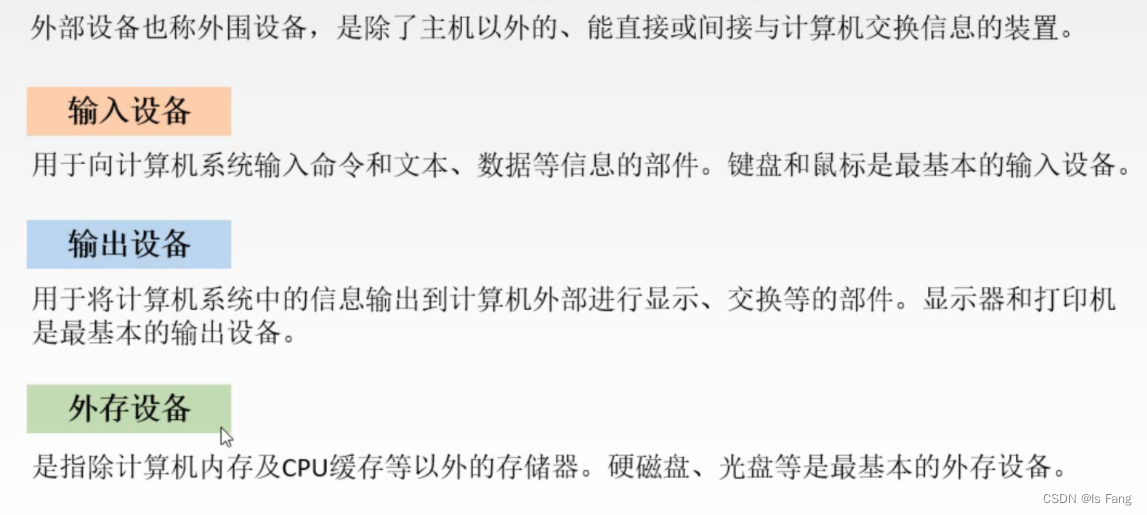 外部设备也称外围设备，是除了主机以外的、能直接或间接与计算机交换信息的装置。
输入设备
用于向计算机系统输入命令和文本、数据等信息的部件。键盘和鼠标是最基本的输入设备。
输出设备
用于将计算机系统中的信息输出到计算机外部进行显示、交换等的部件。显示器和打印机
是最基本的输出设备。
外存设备
是指除计算机内存及CPU缓存等以外的存储器。硬磁盘、光盘等是最基本的外存设备。
CSDN @ls Fang